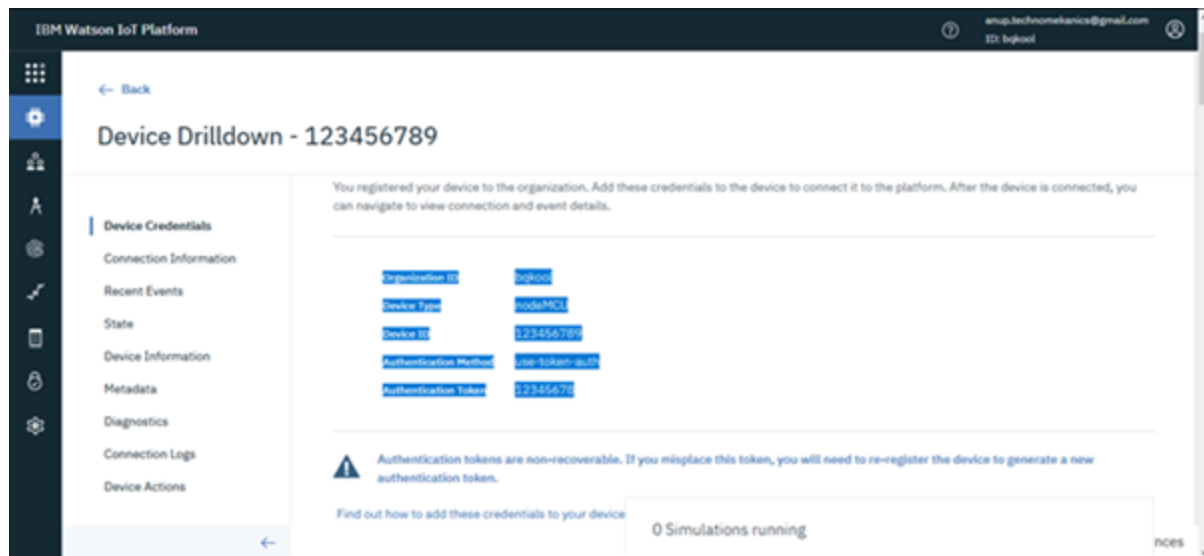 IBM Watson IoT Platform
anup.technomekanics@gmail.com
ID: bqkool
← Back
Device Drilldown - 123456789
You registered your device to the organization. Add these credentials to the device to connect it to the platform. After the device is connected, you
can navigate to view connection and event details.
Device Credentials
Connection Information
Recent Events
State
Device Information
Metadata
Diagnostics
Connection Logs
Device Actions
Organization ID bqkool
Device Type nodeMCU
Device ID 123456789
Authentication Method use-token-auth
Authentication Token 12345678
Authentication tokens are non-recoverable. If you misplace this token, you will need to re-register the device to generate a new
authentication token.
Find out how to add these credentials to your device
0 Simulations running
nces